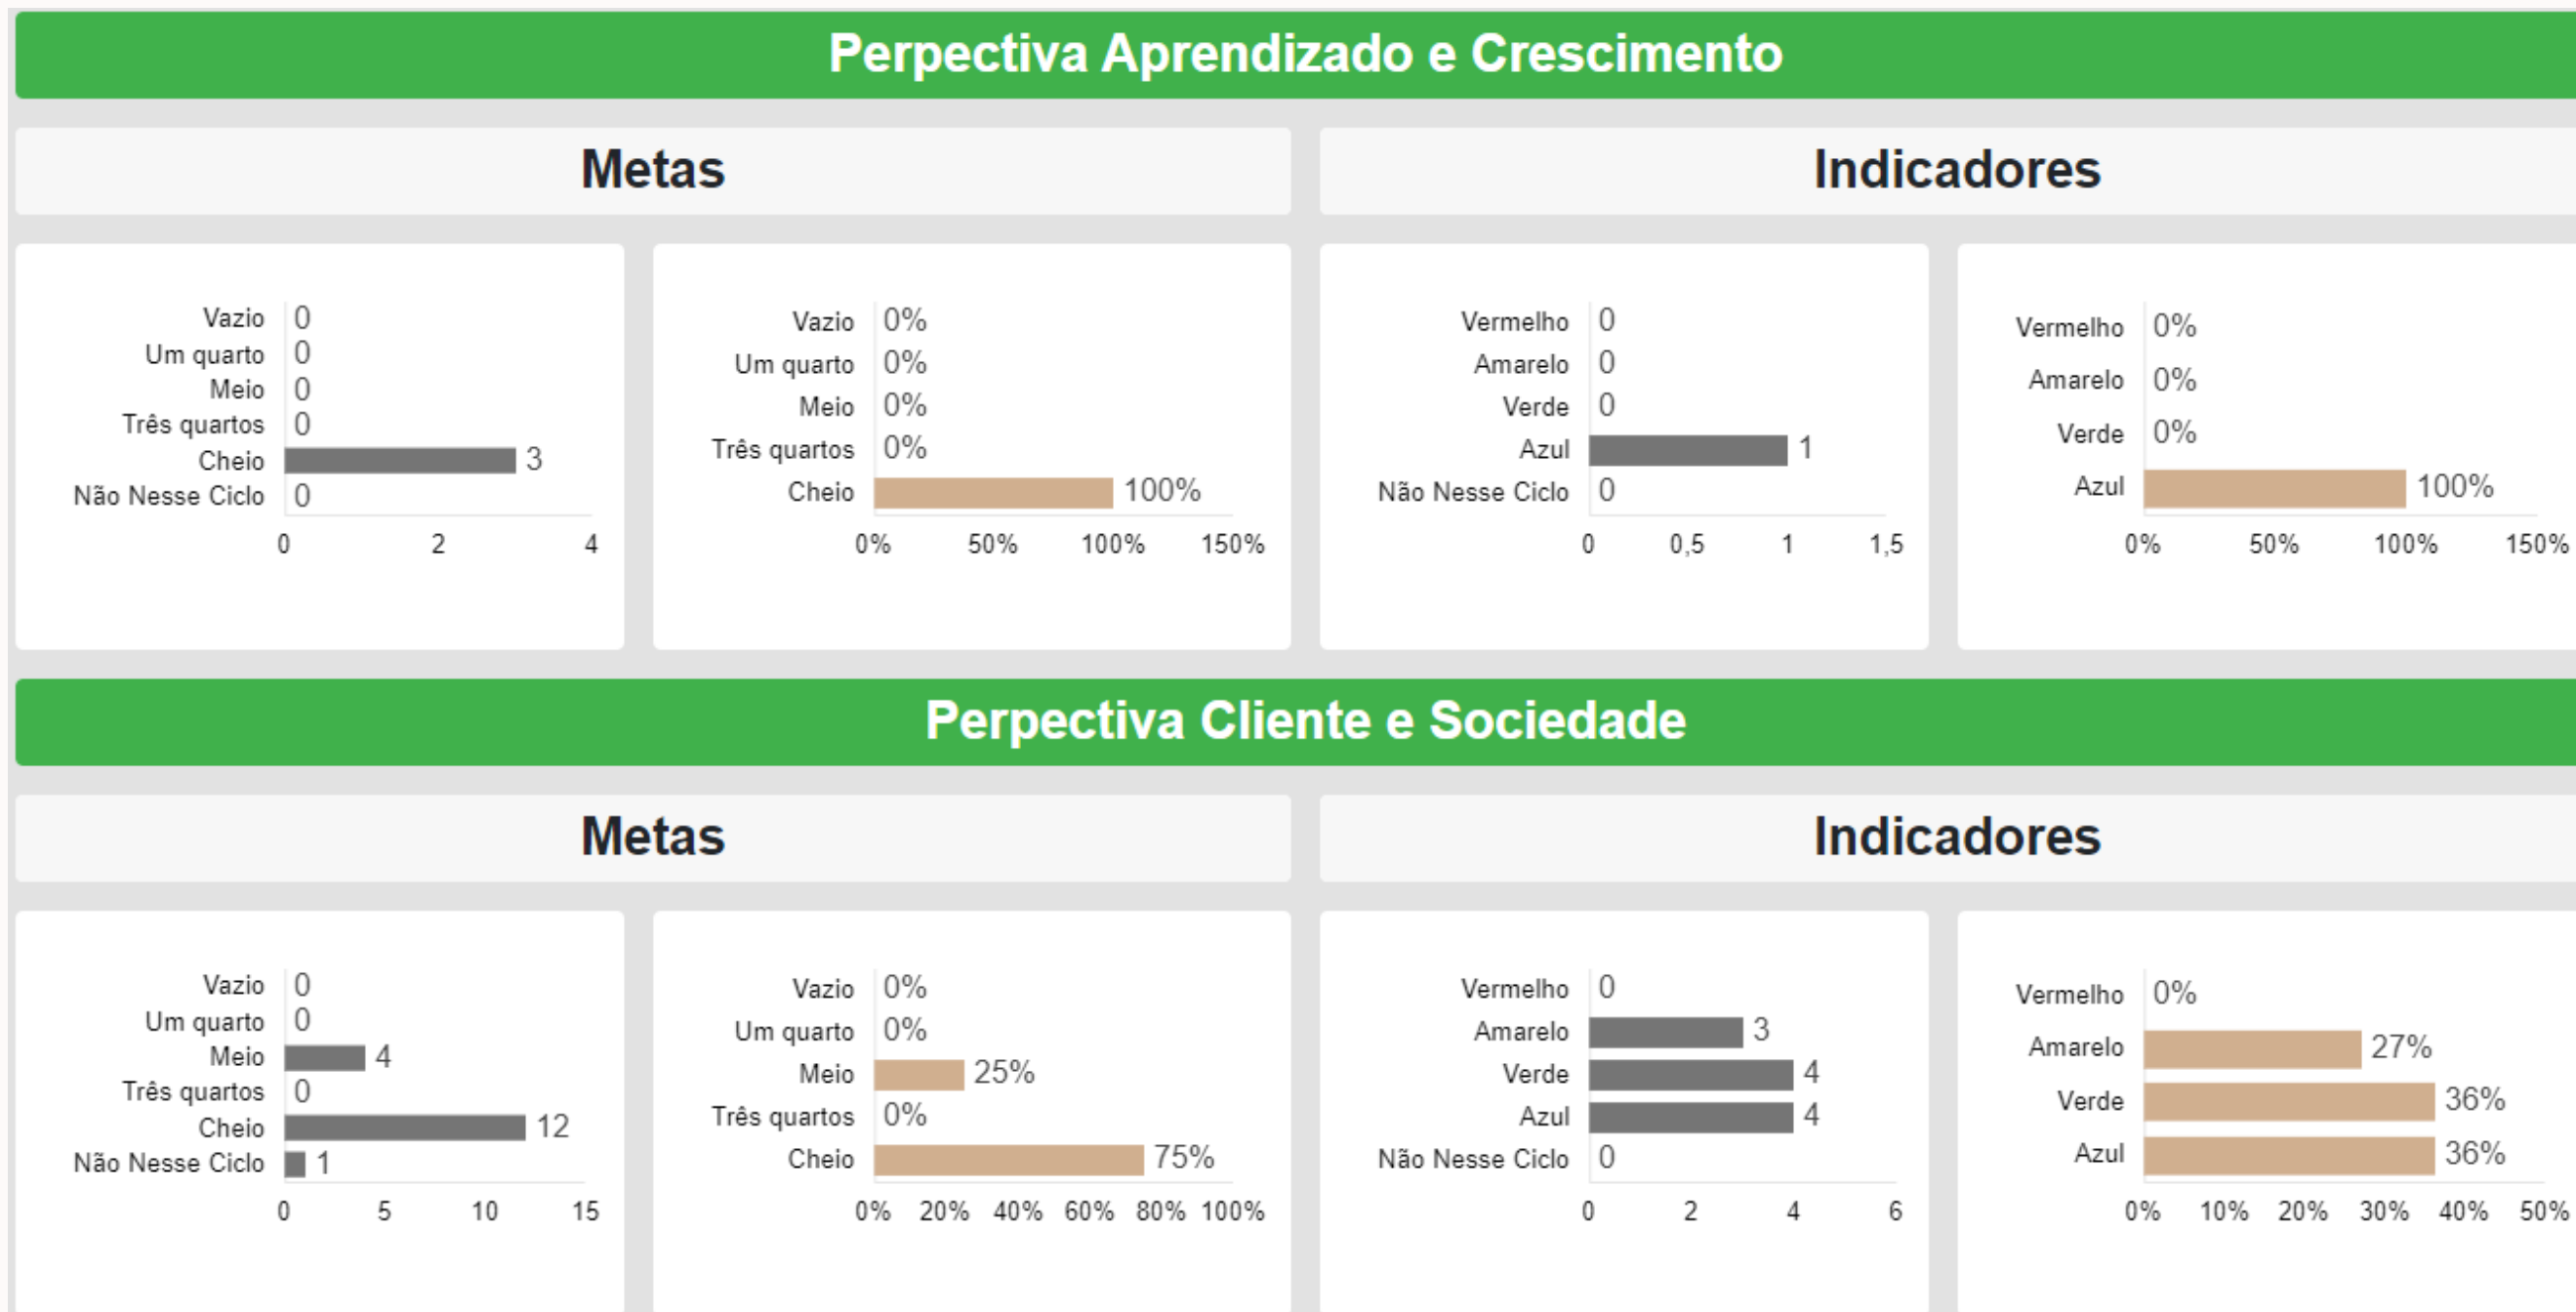 Perpectiva Aprendizado e Crescimento
Metas
Indicadores
Vazio 0
Um quarto 0
Meio 0
Três quartos 0
Cheio 3
Não Nesse Ciclo 0
0 2 4
Vazio 0%
Um quarto 0%
Meio 0%
Três quartos 0%
Cheio 100%
0% 50% 100% 150%
Vermelho 0
Amarelo 0
Verde 0
Azul 1
Não Nesse Ciclo 0
0 0,5 1 1,5
Vermelho 0%
Amarelo 0%
Verde 0%
Azul 100%
0% 50% 100% 150%
Perpectiva Cliente e Sociedade
Metas
Indicadores
Vazio 0
Um quarto 0
Meio 4
Três quartos 0
Cheio 12
Não Nesse Ciclo 1
0 5 10 15
Vazio 0%
Um quarto 0%
Meio 25%
Três quartos 0%
Cheio 75%
0% 20% 40% 60% 80% 100%
Vermelho 0
Amarelo 3
Verde 4
Azul 4
Não Nesse Ciclo 0
0 2 4 6
Vermelho 0%
Amarelo 27%
Verde 36%
Azul 36%
0% 10% 20% 30% 40% 50%